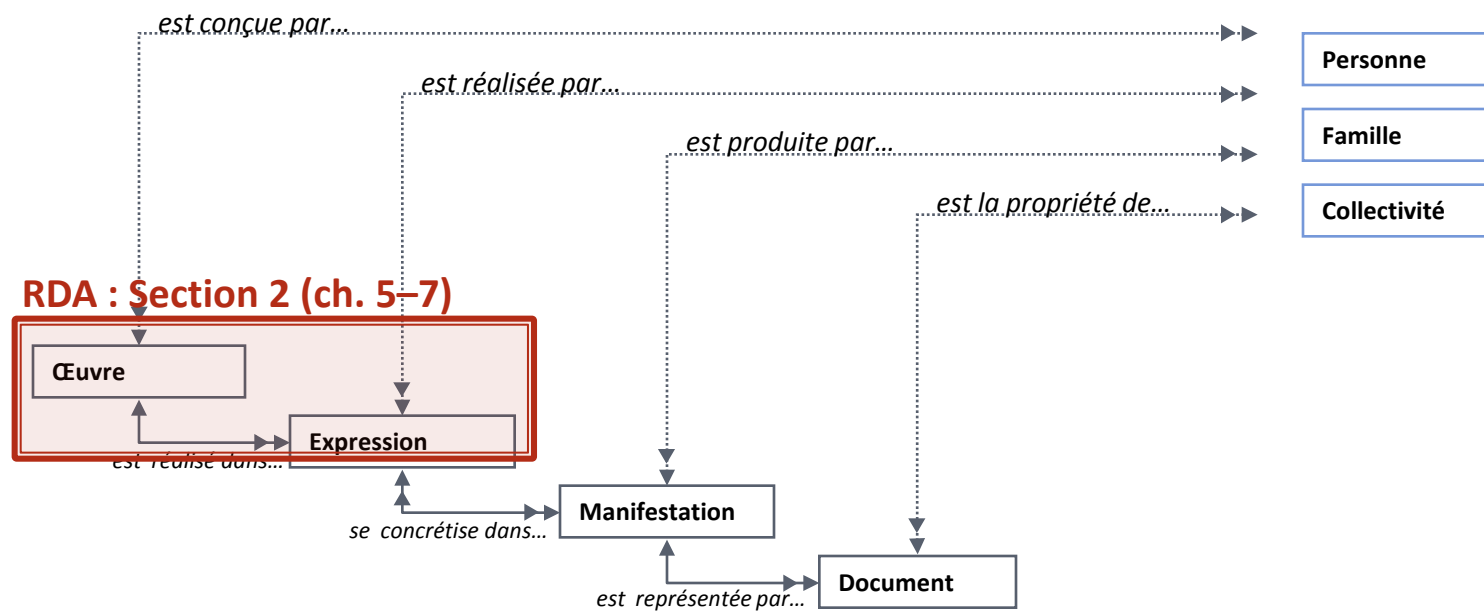 est conçue par…
Personne
est réalisée par…
Famille
est produite par…
est la propriété de…
Collectivité
RDA : Section 2 (ch. 5–7)
Œuvre
Expression
est réalisé dans…
Manifestation
se concrétise dans…
Document
est représentée par…